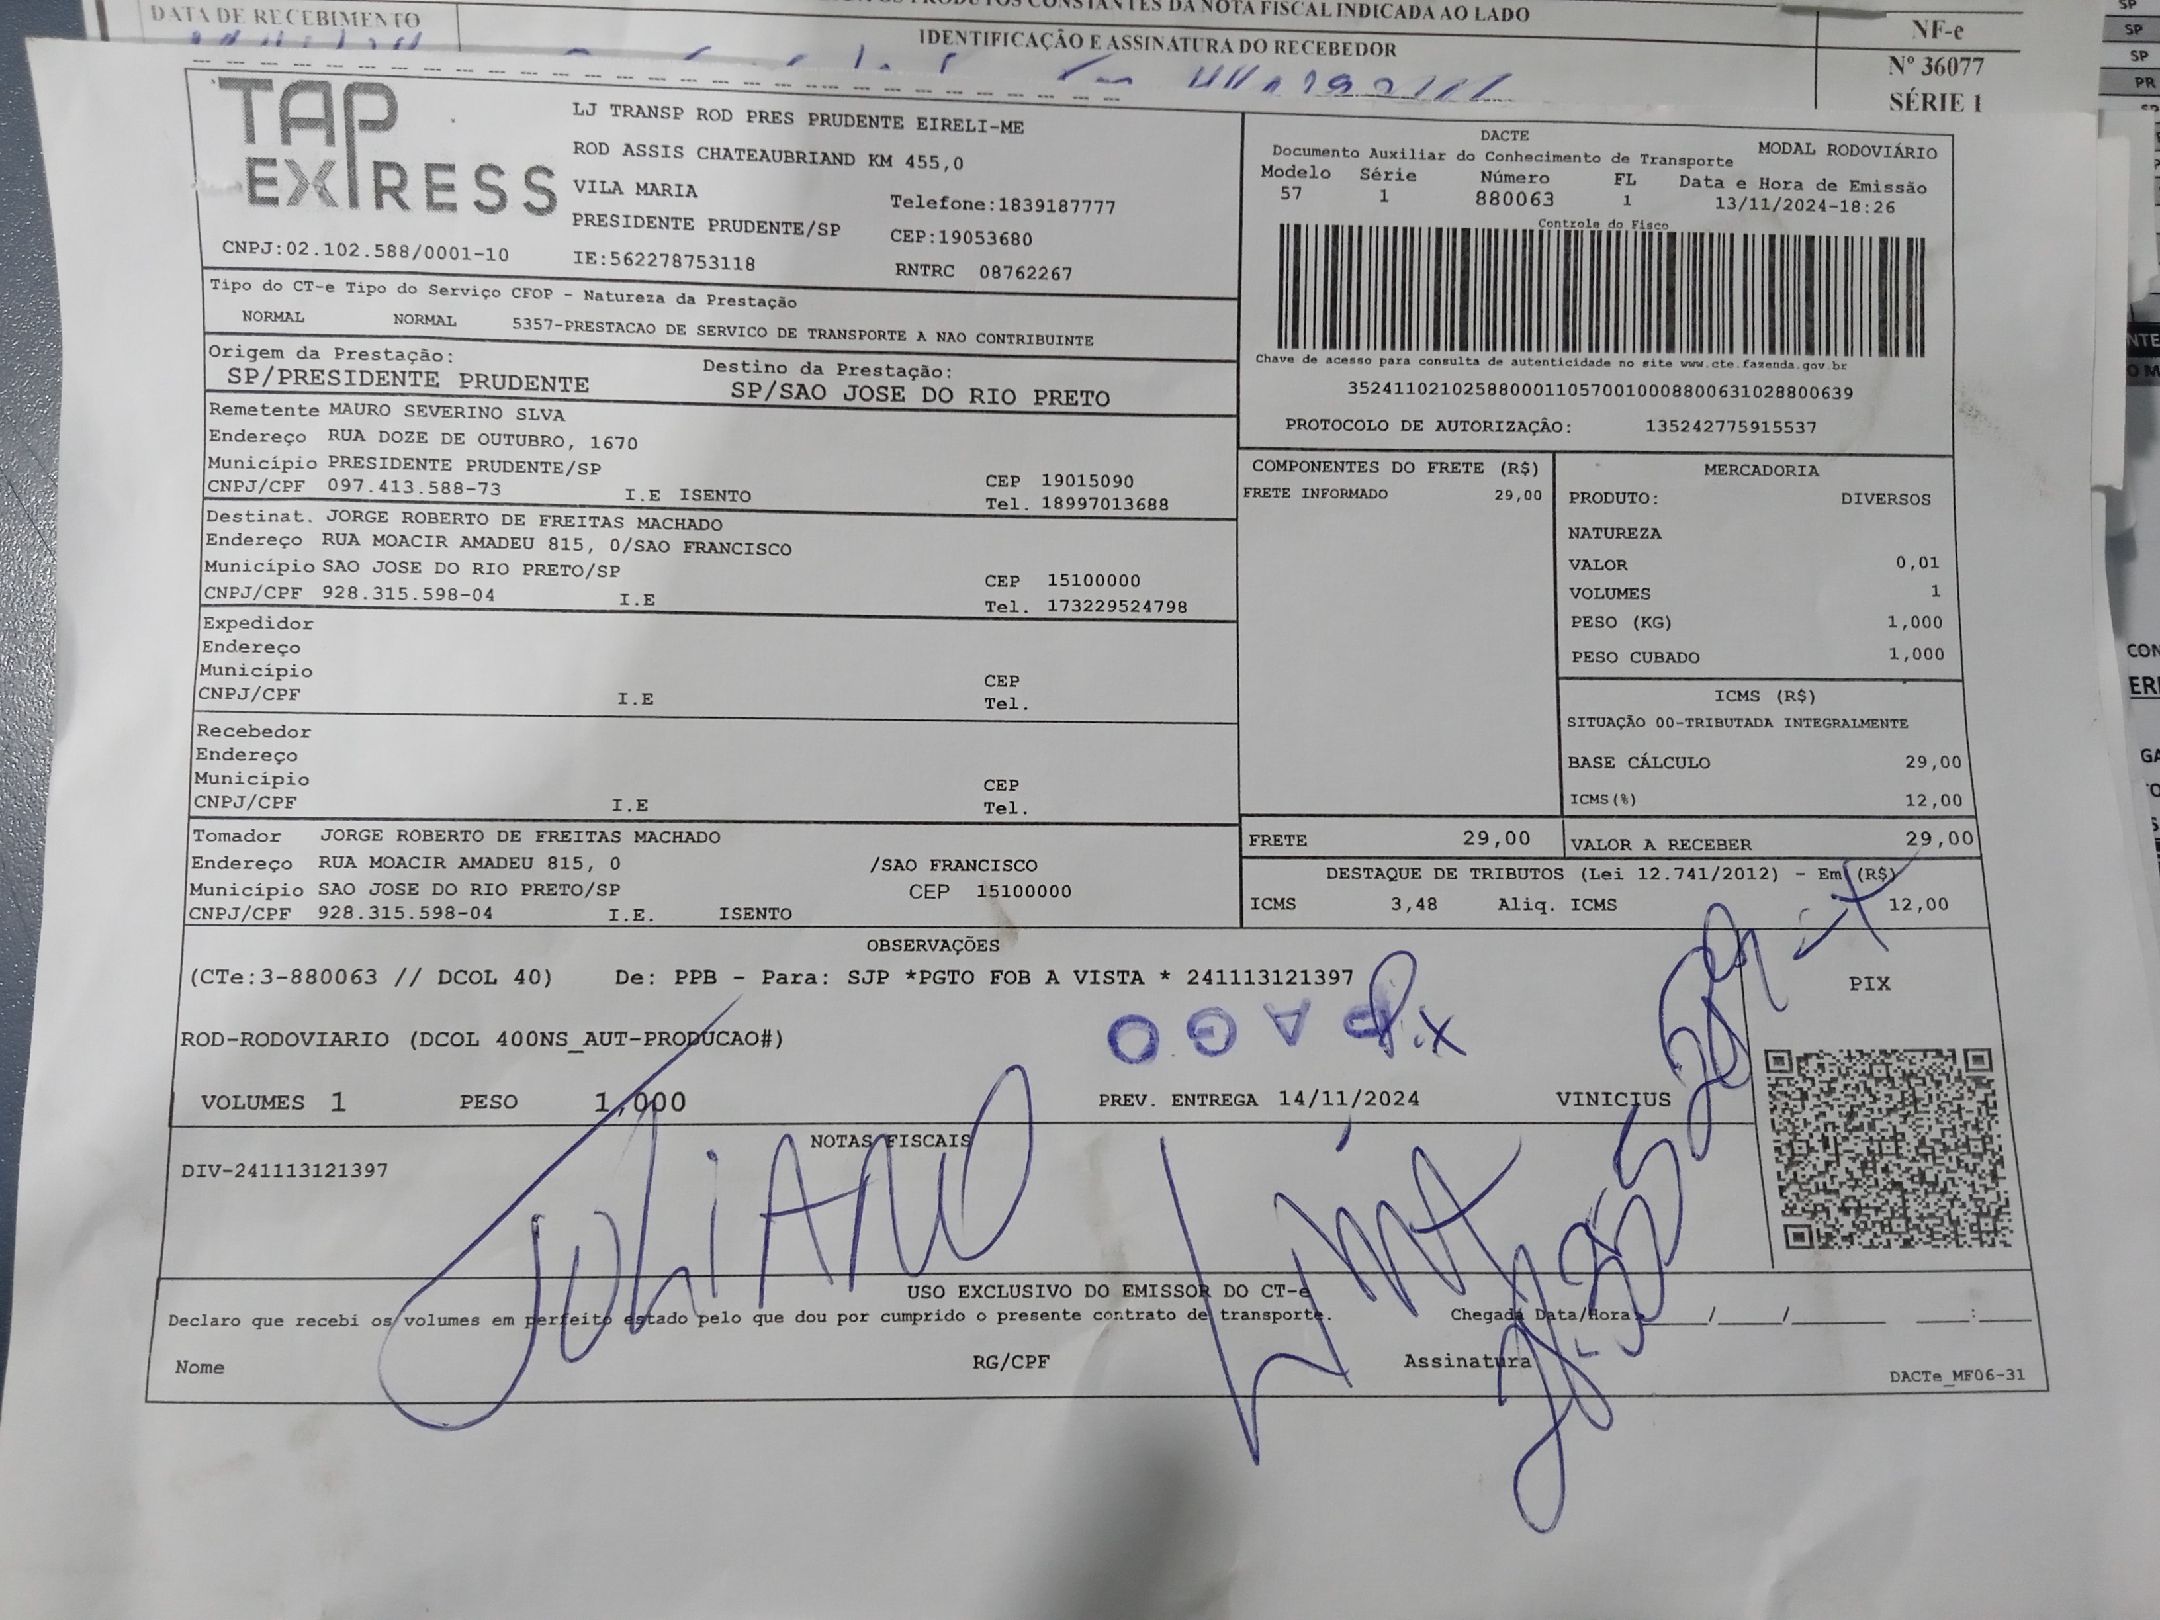 DATA DE RECEBIMENTO
PRODUTOS CONSTANTES DA NOTA FISCAL INDICADA AO LADO
IDENTIFICAÇÃO E ASSINATURA DO RECEBEDOR
NF-e
Nº 36077
SÉRIE 1
TAP EXPRESS
CNPJ:02.102.588/0001-10
LJ TRANSP ROD PRES PRUDENTE EIRELI-ME
ROD ASSIS CHATEAUBRIAND KM 455,0
VILA MARIA Telefone:1839187777
PRESIDENTE PRUDENTE/SP CEP:19053680
IE:562278753118 RNTRC 08762267
DACTE MODAL RODOVIÁRIO
Documento Auxiliar do Conhecimento de Transporte
Modelo Série Número FL Data e Hora de Emissão
57 1 880063 1 13/11/2024-18:26
Controle do Fisco
Chave de acesso para consulta de autenticidade no site www.cte.fazenda.gov.br
35241102102588000110570010008800631028800639
PROTOCOLO DE AUTORIZAÇÂO: 135242775915537
Tipo do CT-e Tipo do Serviço CFOP - Natureza da Prestação
NORMAL NORMAL 5357-PRESTACAO DE SERVICO DE TRANSPORTE A NAO CONTRIBUINTE
Origem da Prestação: Destino da Prestação:
SP/PRESIDENTE PRUDENTE SP/SAO JOSE DO RIO PRETO
Remetente MAURO SEVERINO SLVA
Endereço RUA DOZE DE OUTUBRO, 1670
Município PRESIDENTE PRUDENTE/SP CEP 19015090
CNPJ/CPF 097.413.588-73 I.E ISENTO Tel. 18997013688
Destinat. JORGE ROBERTO DE FREITAS MACHADO
Endereço RUA MOACIR AMADEU 815, 0/SAO FRANCISCO
Município SAO JOSE DO RIO PRETO/SP CEP 15100000
CNPJ/CPF 928.315.598-04 I.E Tel. 173229524798
Expedidor
Endereço
Município CEP
CNPJ/CPF I.E Tel.
Recebedor
Endereço
Município CEP
CNPJ/CPF I.E Tel.
Tomador JORGE ROBERTO DE FREITAS MACHADO
Endereço RUA MOACIR AMADEU 815, 0 /SAO FRANCISCO
Município SAO JOSE DO RIO PRETO/SP CEP 15100000
CNPJ/CPF 928.315.598-04 I.E. ISENTO
COMPONENTES DO FRETE (R$)
FRETE INFORMADO 29,00
MERCADORIA
PRODUTO: DIVERSOS
NATUREZA
VALOR 0,01
VOLUMES 1
PESO (KG) 1,000
PESO CUBADO 1,000
ICMS (R$)
SITUAÇÃO 00-TRIBUTADA INTEGRALMENTE
BASE CÁLCULO 29,00
ICMS(%) 12,00
FRETE 29,00 VALOR A RECEBER 29,00
DESTAQUE DE TRIBUTOS (Lei 12.741/2012) - Em (R$)
ICMS 3,48 Aliq. ICMS 12,00
OBSERVAÇÕES
(CTe:3-880063 // DCOL 40) De: PPB - Para: SJP *PGTO FOB A VISTA * 241113121397
PIX
PAGO
Pix
ROD-RODOVIARIO (DCOL 400NS_AUT-PRODUCAO#)
VOLUMES 1 PESO 1,000 PREV. ENTREGA 14/11/2024 VINICIUS
NOTAS FISCAIS
DIV-241113121397
JULIANO LIMA
USO EXCLUSIVO DO EMISSOR DO CT-e
Declaro que recebi os volumes em perfeito estado pelo que dou por cumprido o presente contrato de transporte. Chegada Data/Hora: ____/____/______ ___:___
Nome RG/CPF Assinatura
DACTe_MF06-31